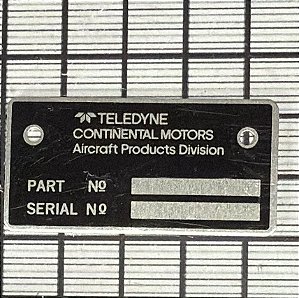 TELEDYNE
CONTINENTAL MOTORS
Aircraft Products Division
PART Nº
SERIAL Nº